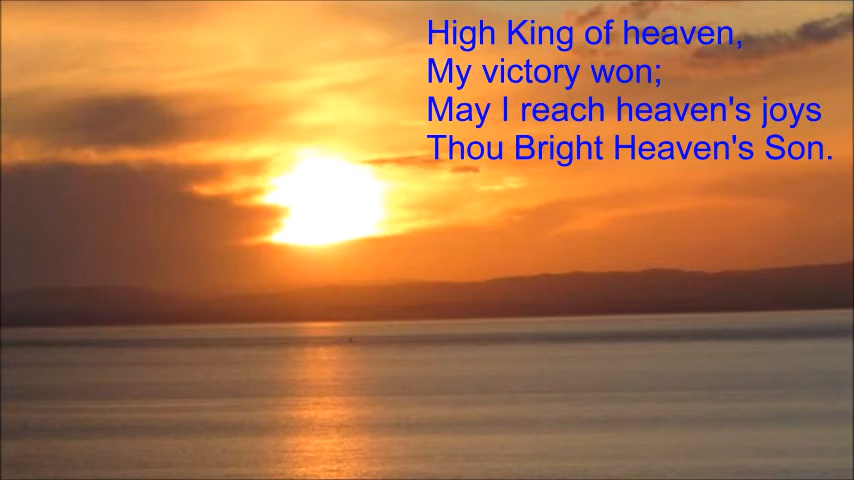 High King of heaven,
My victory won;
May I reach heaven's joys
Thou Bright Heaven's Son.